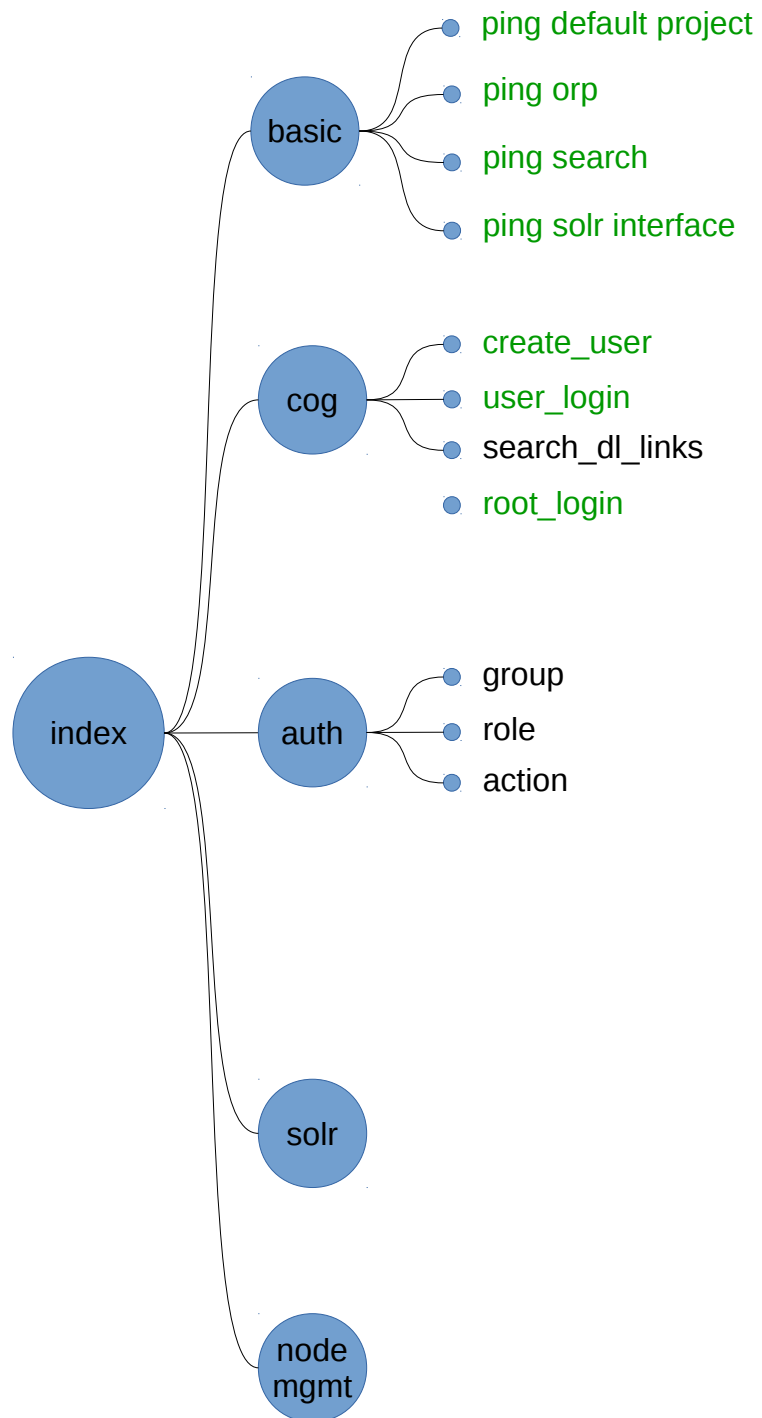 ping default project
ping orp
basic
ping search
ping solr interface
create_user
cog
user_login
search_dl_links
root_login
group
index
auth
role
action
solr
node
mgmt